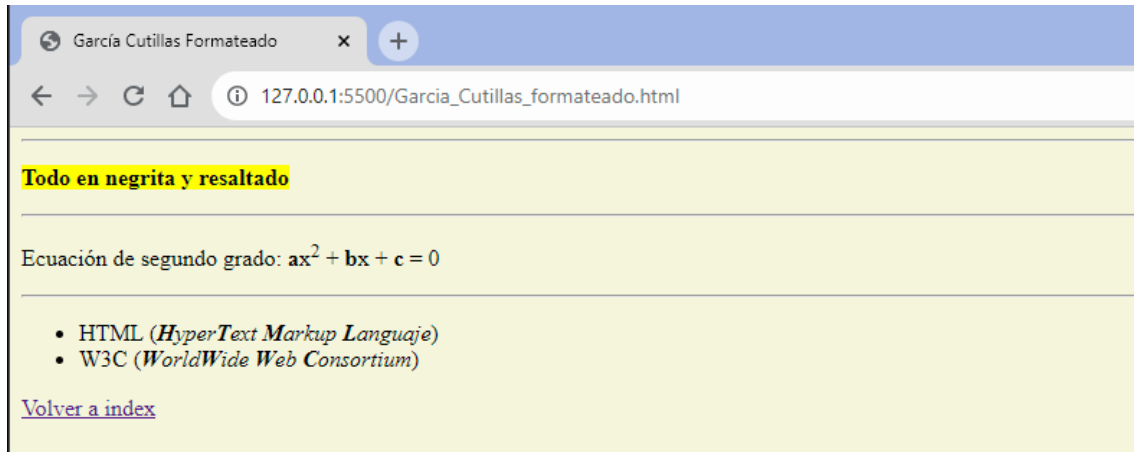 García Cutillas Formateado
127.0.0.1:5500/Garcia_Cutillas_formateado.html
Todo en negrita y resaltado
Ecuación de segundo grado: ax² + bx + c = 0
• HTML (HyperText Markup Languaje)
• W3C (WorldWide Web Consortium)
Volver a index